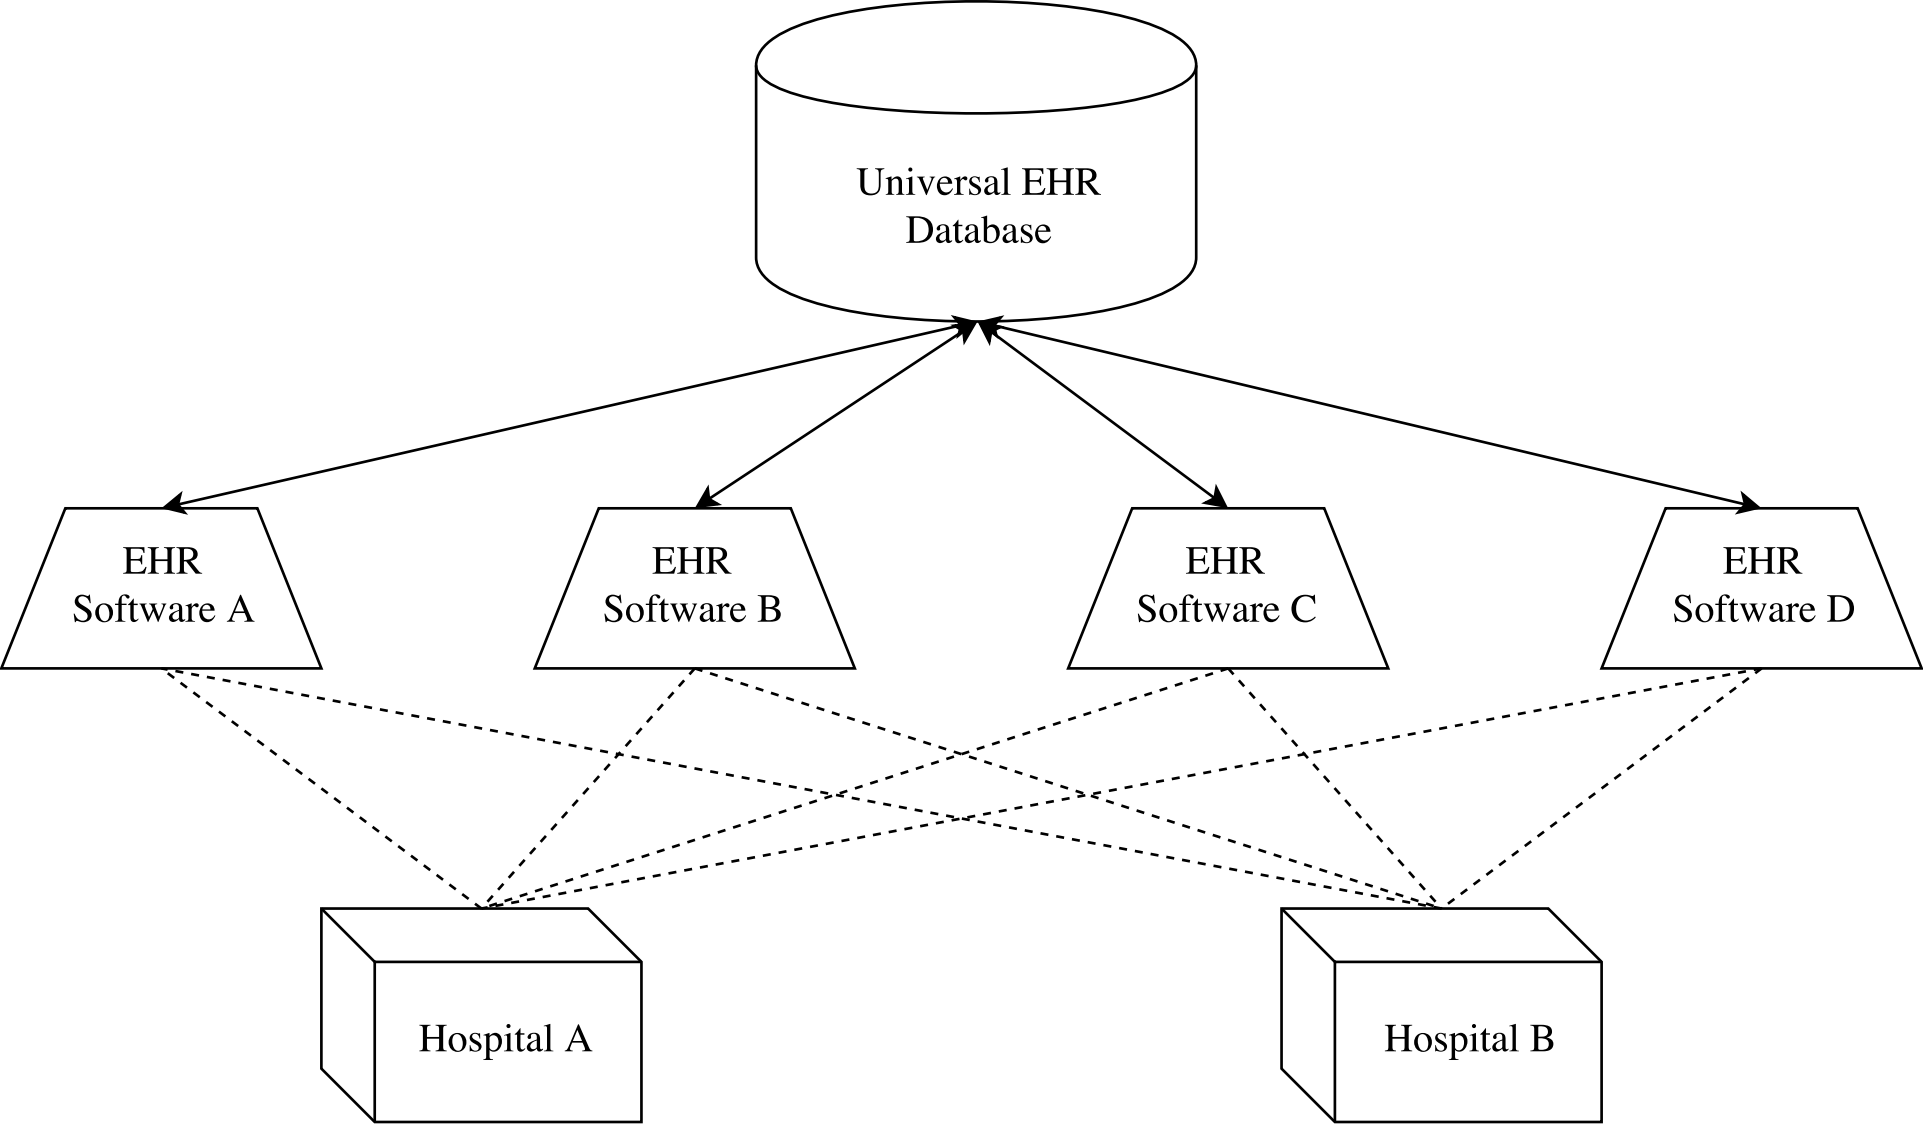 Universal EHR
Database
EHR
Software A
EHR
Software B
EHR
Software C
EHR
Software D
Hospital A
Hospital B